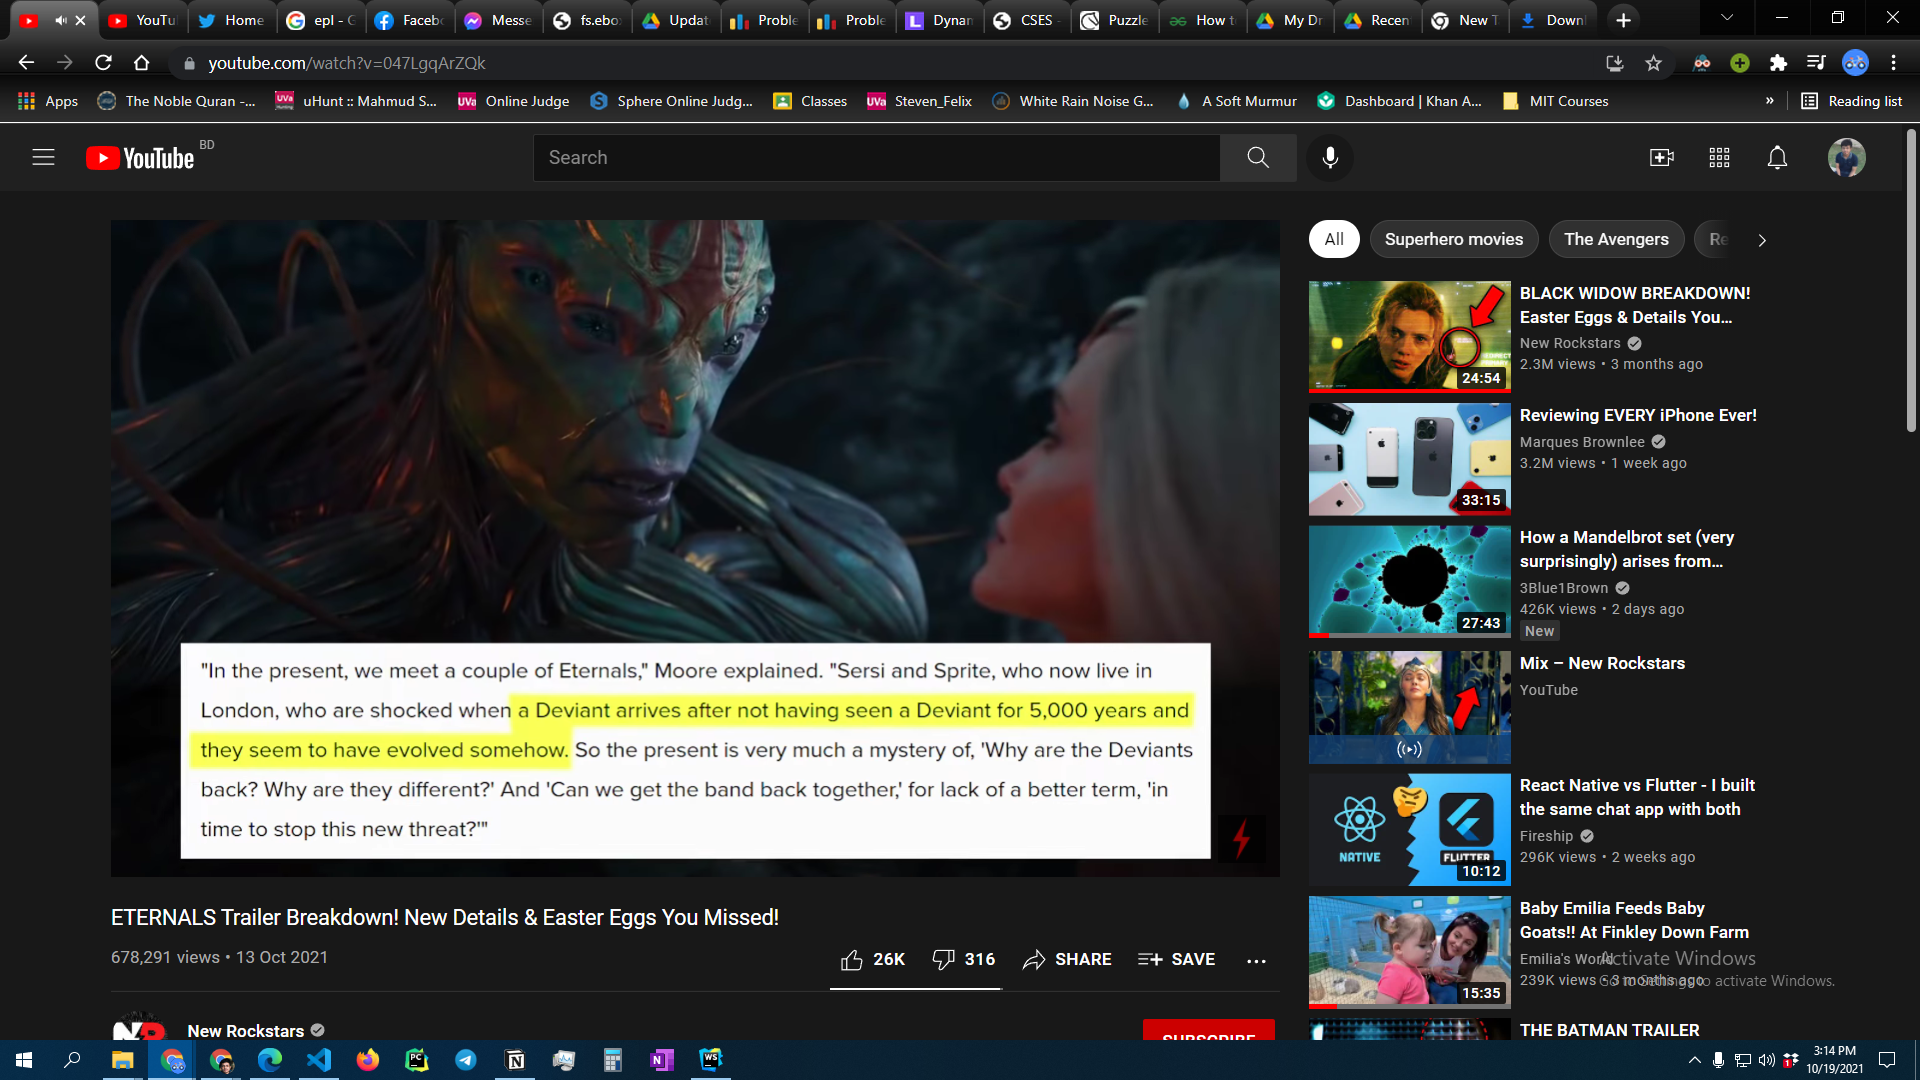 YouTu
Home
epl - G
Facebo
Messe
fs.ebo
Updat
Proble
Proble
Dynan
CSES -
Puzzle
How t
My Dr
Recen
New T
Downl
youtube.com/watch?v=047LgqArZQk
Apps
The Noble Quran -...
uHunt :: Mahmud S...
Online Judge
Sphere Online Judg...
Classes
Steven_Felix
White Rain Noise G...
A Soft Murmur
Dashboard | Khan A...
MIT Courses
»
Reading list
YouTube BD
Search
All
Superhero movies
The Avengers
Re
"In the present, we meet a couple of Eternals," Moore explained. "Sersi and Sprite, who now live in
London, who are shocked when a Deviant arrives after not having seen a Deviant for 5,000 years and
they seem to have evolved somehow. So the present is very much a mystery of, 'Why are the Deviants
back? Why are they different?' And 'Can we get the band back together,' for lack of a better term, 'in
time to stop this new threat?'"
ETERNALS Trailer Breakdown! New Details & Easter Eggs You Missed!
678,291 views • 13 Oct 2021
26K
316
SHARE
SAVE
New Rockstars
SUBSCRIBE
24:54
BLACK WIDOW BREAKDOWN!
Easter Eggs & Details You...
New Rockstars
2.3M views • 3 months ago
33:15
Reviewing EVERY iPhone Ever!
Marques Brownlee
3.2M views • 1 week ago
27:43
How a Mandelbrot set (very
surprisingly) arises from...
3Blue1Brown
426K views • 2 days ago
New
Mix – New Rockstars
YouTube
NATIVE
FLUTTER
10:12
React Native vs Flutter - I built
the same chat app with both
Fireship
296K views • 2 weeks ago
15:35
Baby Emilia Feeds Baby
Goats!! At Finkley Down Farm
Emilia's World
239K views • 3 months ago
Activate Windows
Go to Settings to activate Windows.
THE BATMAN TRAILER
3:14 PM
10/19/2021